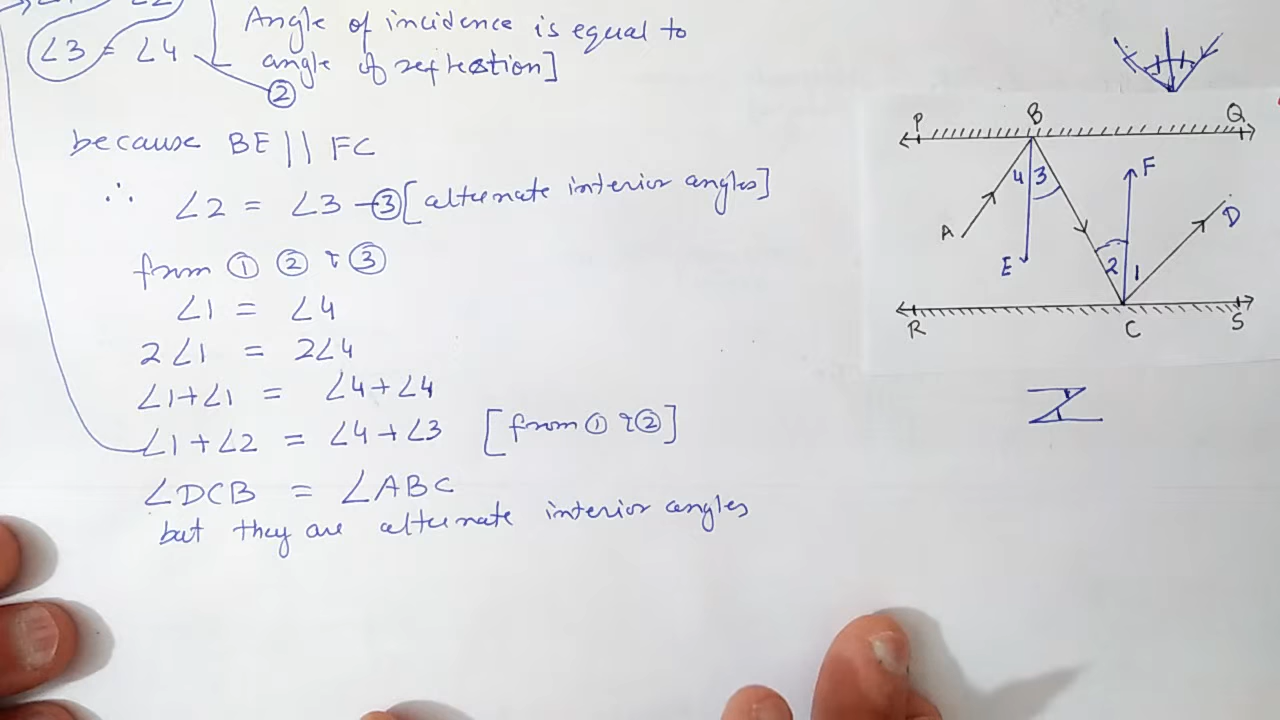 ∠3 = ∠4
Angle of incidence is equal to
angle of reflection]
②
because BE || FC
∴ ∠2 = ∠3 -③ [alternate interior angles]
from ① ② & ③
∠1 = ∠4
2∠1 = 2∠4
∠1+∠1 = ∠4+∠4
∠1+∠2 = ∠4+∠3 [from ① & ②]
∠DCB = ∠ABC
but they are alternate interior angles
P B Q
4 3 F
A D
E 2 1
R C S